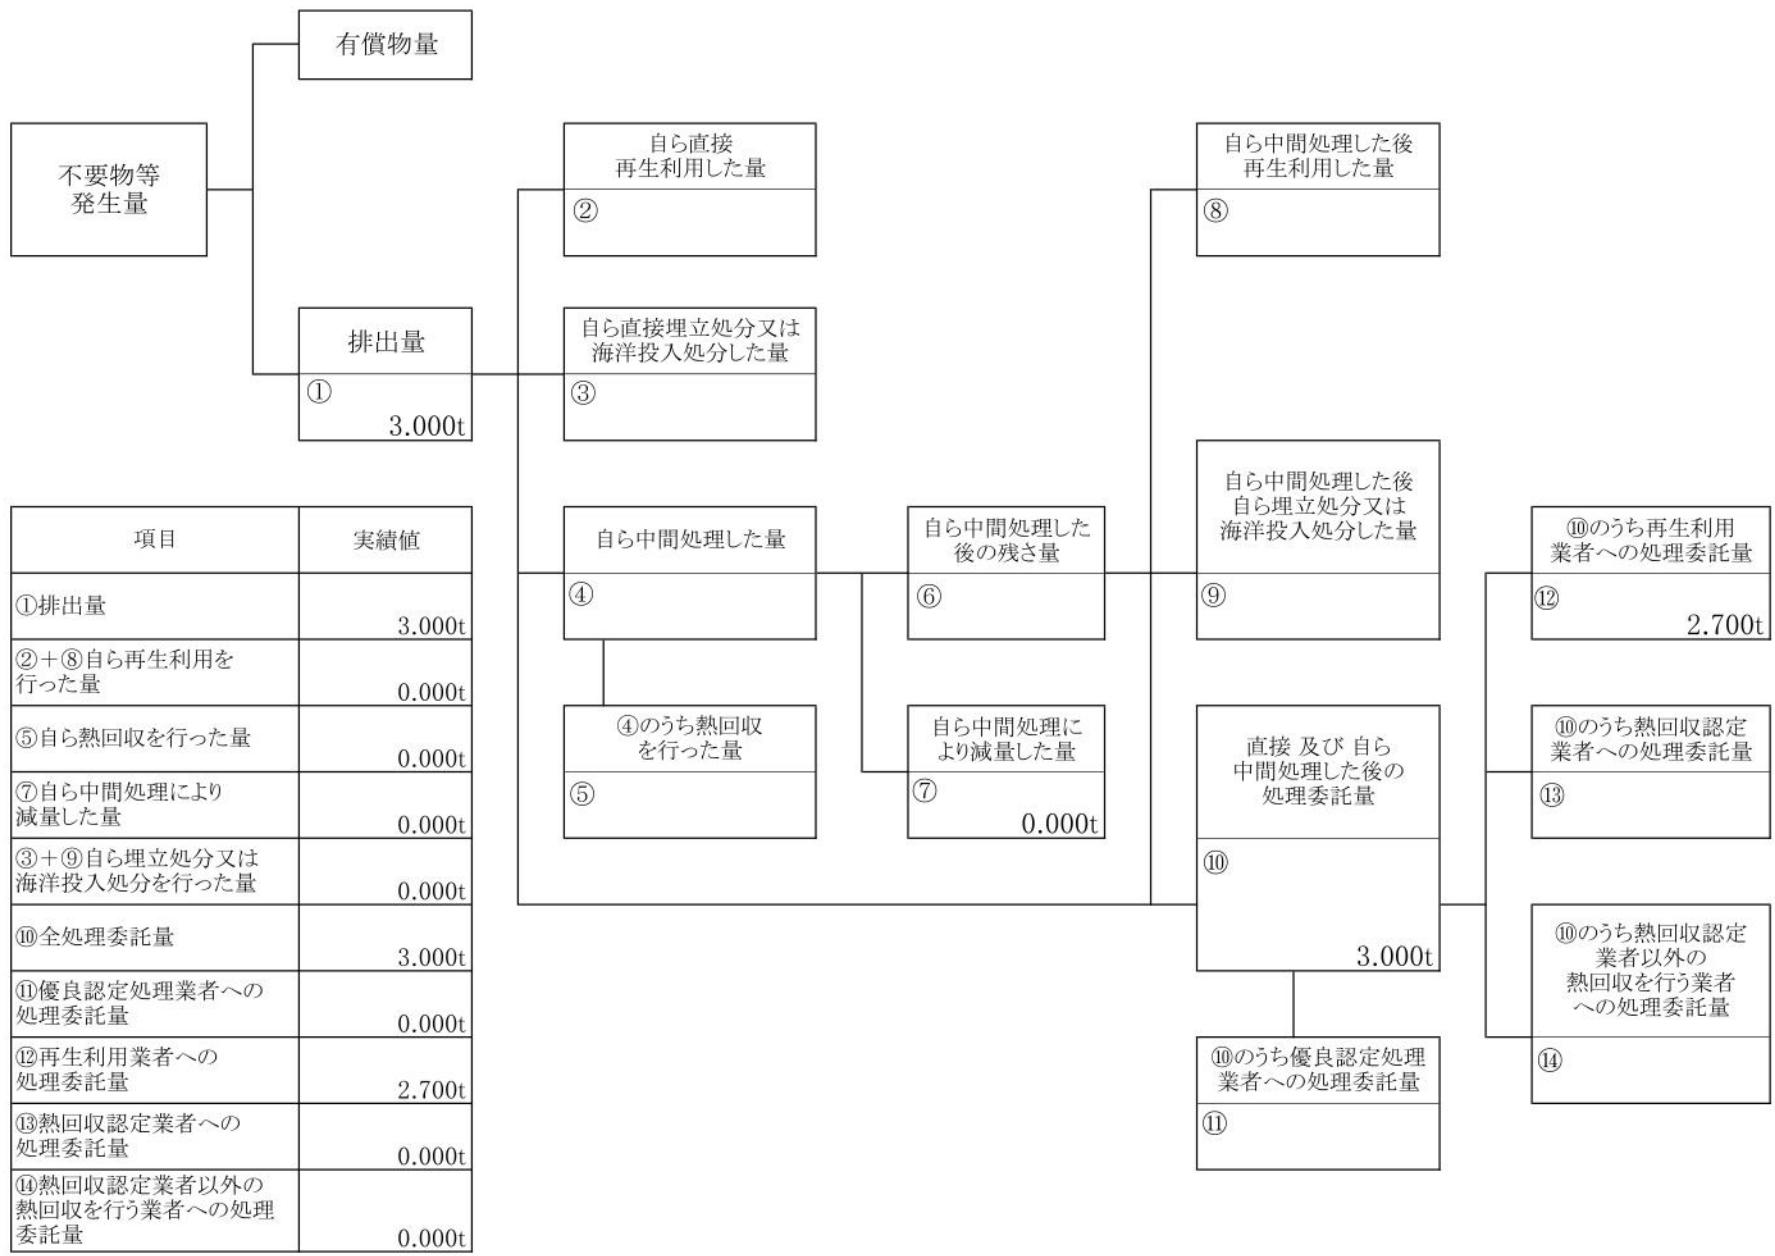 有償物量
不要物等
発生量
排出量
①
3.000t
自ら直接
再生利用した量
②
自ら直接埋立処分又は
海洋投入処分した量
③
自ら中間処理した量
④
④のうち熱回収
を行った量
⑤
自ら中間処理した
後の残さ量
⑥
自ら中間処理に
より減量した量
⑦
0.000t
自ら中間処理した後
再生利用した量
⑧
自ら中間処理した後
自ら埋立処分又は
海洋投入処分した量
⑨
直接 及び 自ら
中間処理した後の
処理委託量
⑩
3.000t
⑩のうち優良認定処理
業者への処理委託量
⑪
⑩のうち再生利用
業者への処理委託量
⑫
2.700t
⑩のうち熱回収認定
業者への処理委託量
⑬
⑩のうち熱回収認定
業者以外の
熱回収を行う業者
への処理委託量
⑭
項目
実績値
①排出量
3.000t
②+⑧自ら再生利用を
行った量
0.000t
⑤自ら熱回収を行った量
0.000t
⑦自ら中間処理により
減量した量
0.000t
③+⑨自ら埋立処分又は
海洋投入処分を行った量
0.000t
⑩全処理委託量
3.000t
⑪優良認定処理業者への
処理委託量
0.000t
⑫再生利用業者への
処理委託量
2.700t
⑬熱回収認定業者への
処理委託量
0.000t
⑭熱回収認定業者以外の
熱回収を行う業者への処理
委託量
0.000t